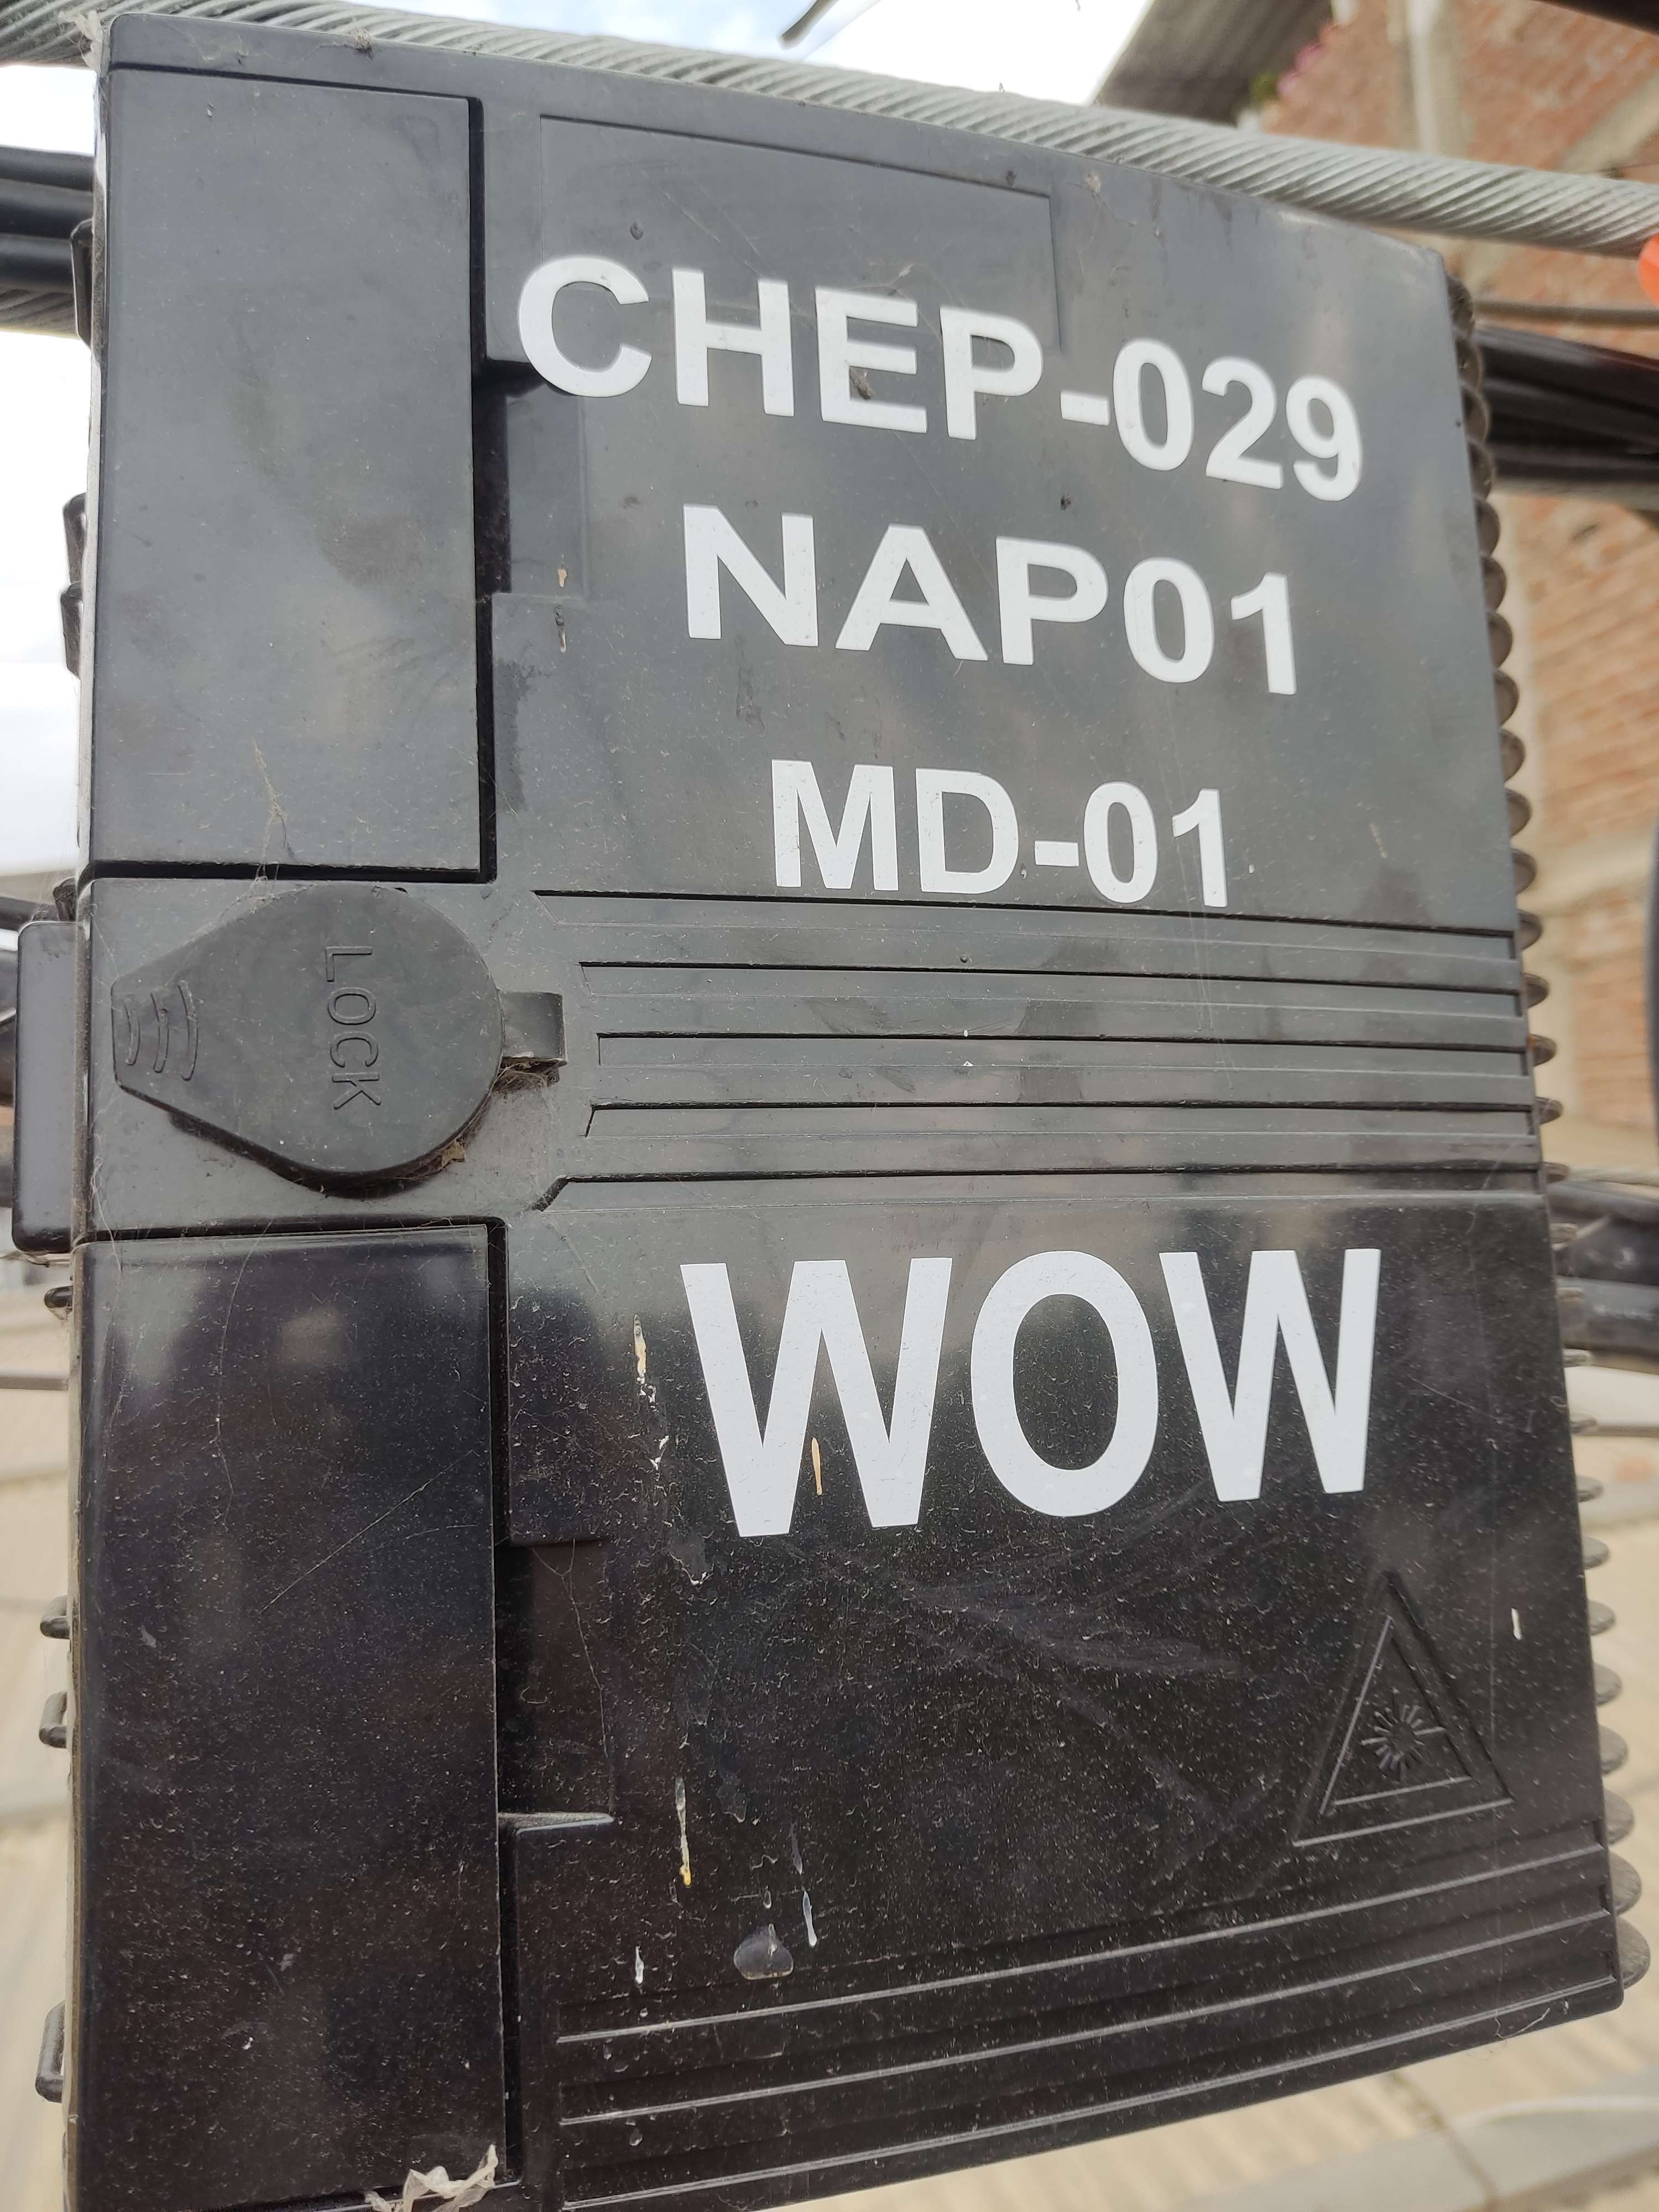 CHEP-029
NAP01
MD-01
LOCK
WOW